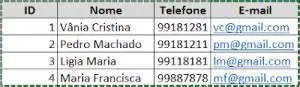 ID Nome Telefone E-mail
1 Vânia Cristina 99181281 vc@gmail.com
2 Pedro Machado 99181211 pm@gmail.com
3 Ligia Maria 99118181 lm@gmail.com
4 Maria Francisca 99887878 mf@gmail.com